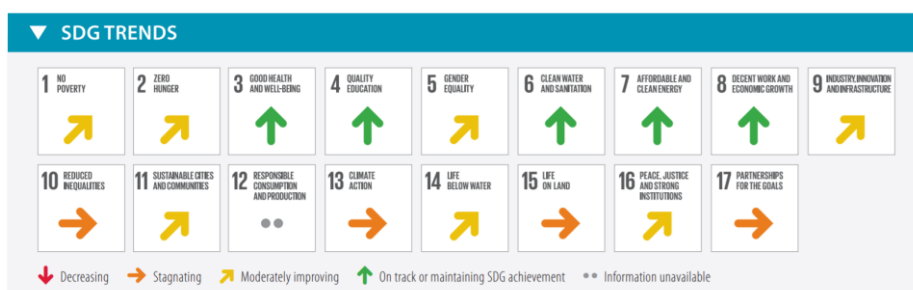 SDG TRENDS
1 NO
POVERTY
2 ZERO
HUNGER
3 GOOD HEALTH
AND WELL-BEING
4 QUALITY
EDUCATION
5 GENDER
EQUALITY
6 CLEAN WATER
AND SANITATION
7 AFFORDABLE AND
CLEAN ENERGY
8 DECENT WORK AND
ECONOMIC GROWTH
9 INDUSTRY, INNOVATION
AND INFRASTRUCTURE
10 REDUCED
INEQUALITIES
11 SUSTAINABLE CITIES
AND COMMUNITIES
12 RESPONSIBLE
CONSUMPTION
AND PRODUCTION
13 CLIMATE
ACTION
14 LIFE
BELOW WATER
15 LIFE
ON LAND
16 PEACE, JUSTICE
AND STRONG
INSTITUTIONS
17 PARTNERSHIPS
FOR THE GOALS
Decreasing Stagnating Moderately improving On track or maintaining SDG achievement Information unavailable